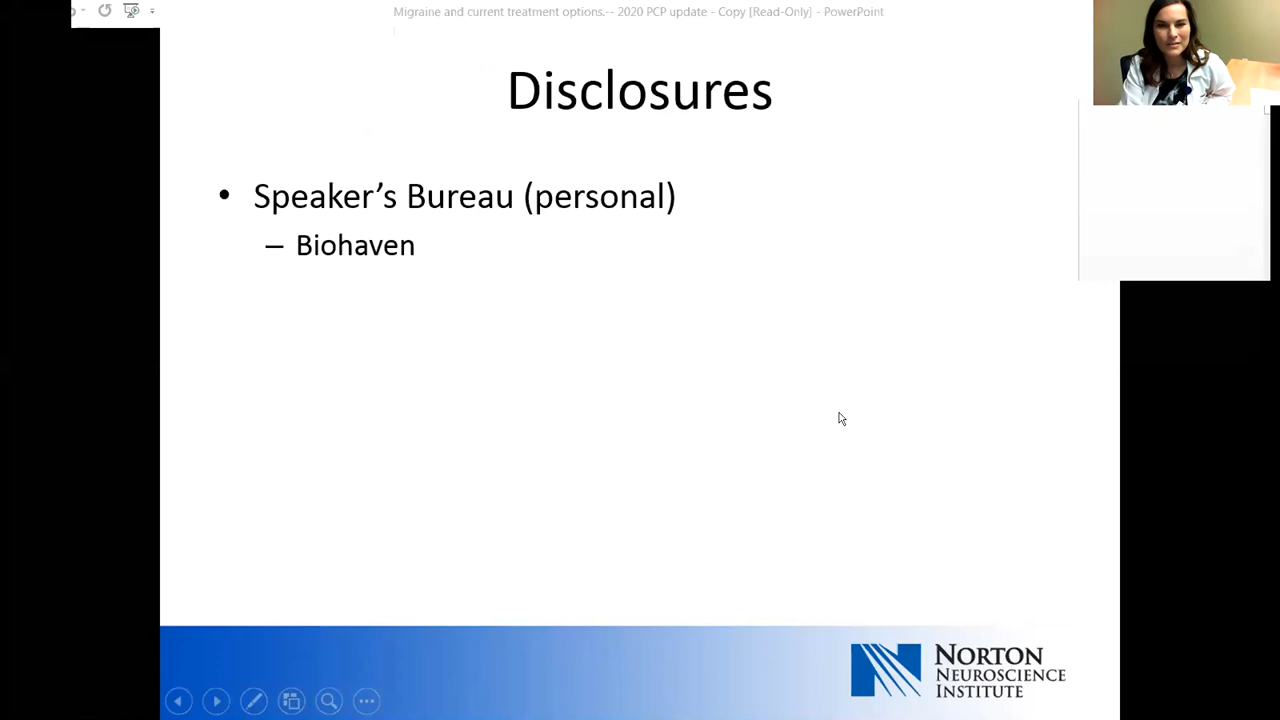 Migraine and current treatment options.-- 2020 PCP update - Copy [Read-Only] - PowerPoint
Disclosures
• Speaker’s Bureau (personal)
– Biohaven
NORTON
NEUROSCIENCE
INSTITUTE